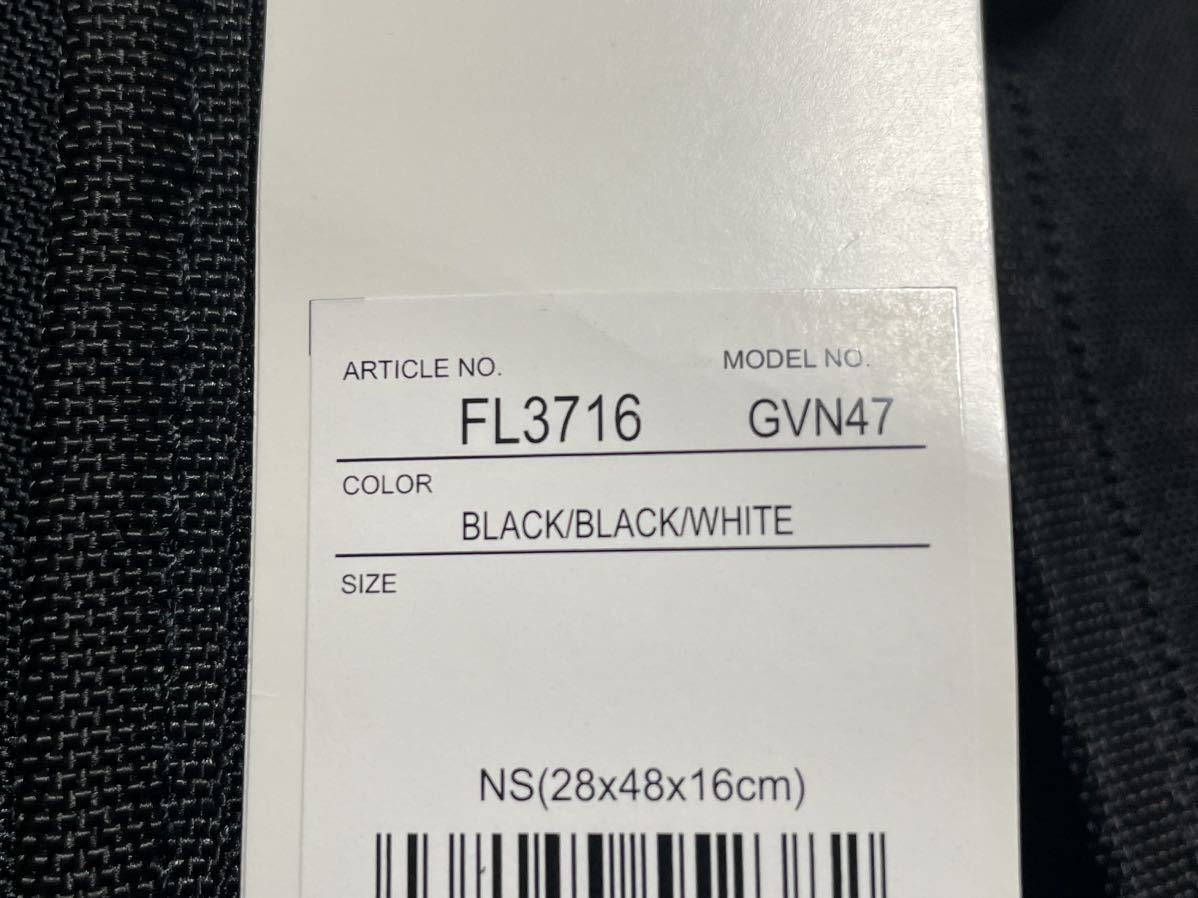 ARTICLE NO. MODEL NO.
FL3716 GVN47
COLOR
BLACK/BLACK/WHITE
SIZE
NS(28x48x16cm)